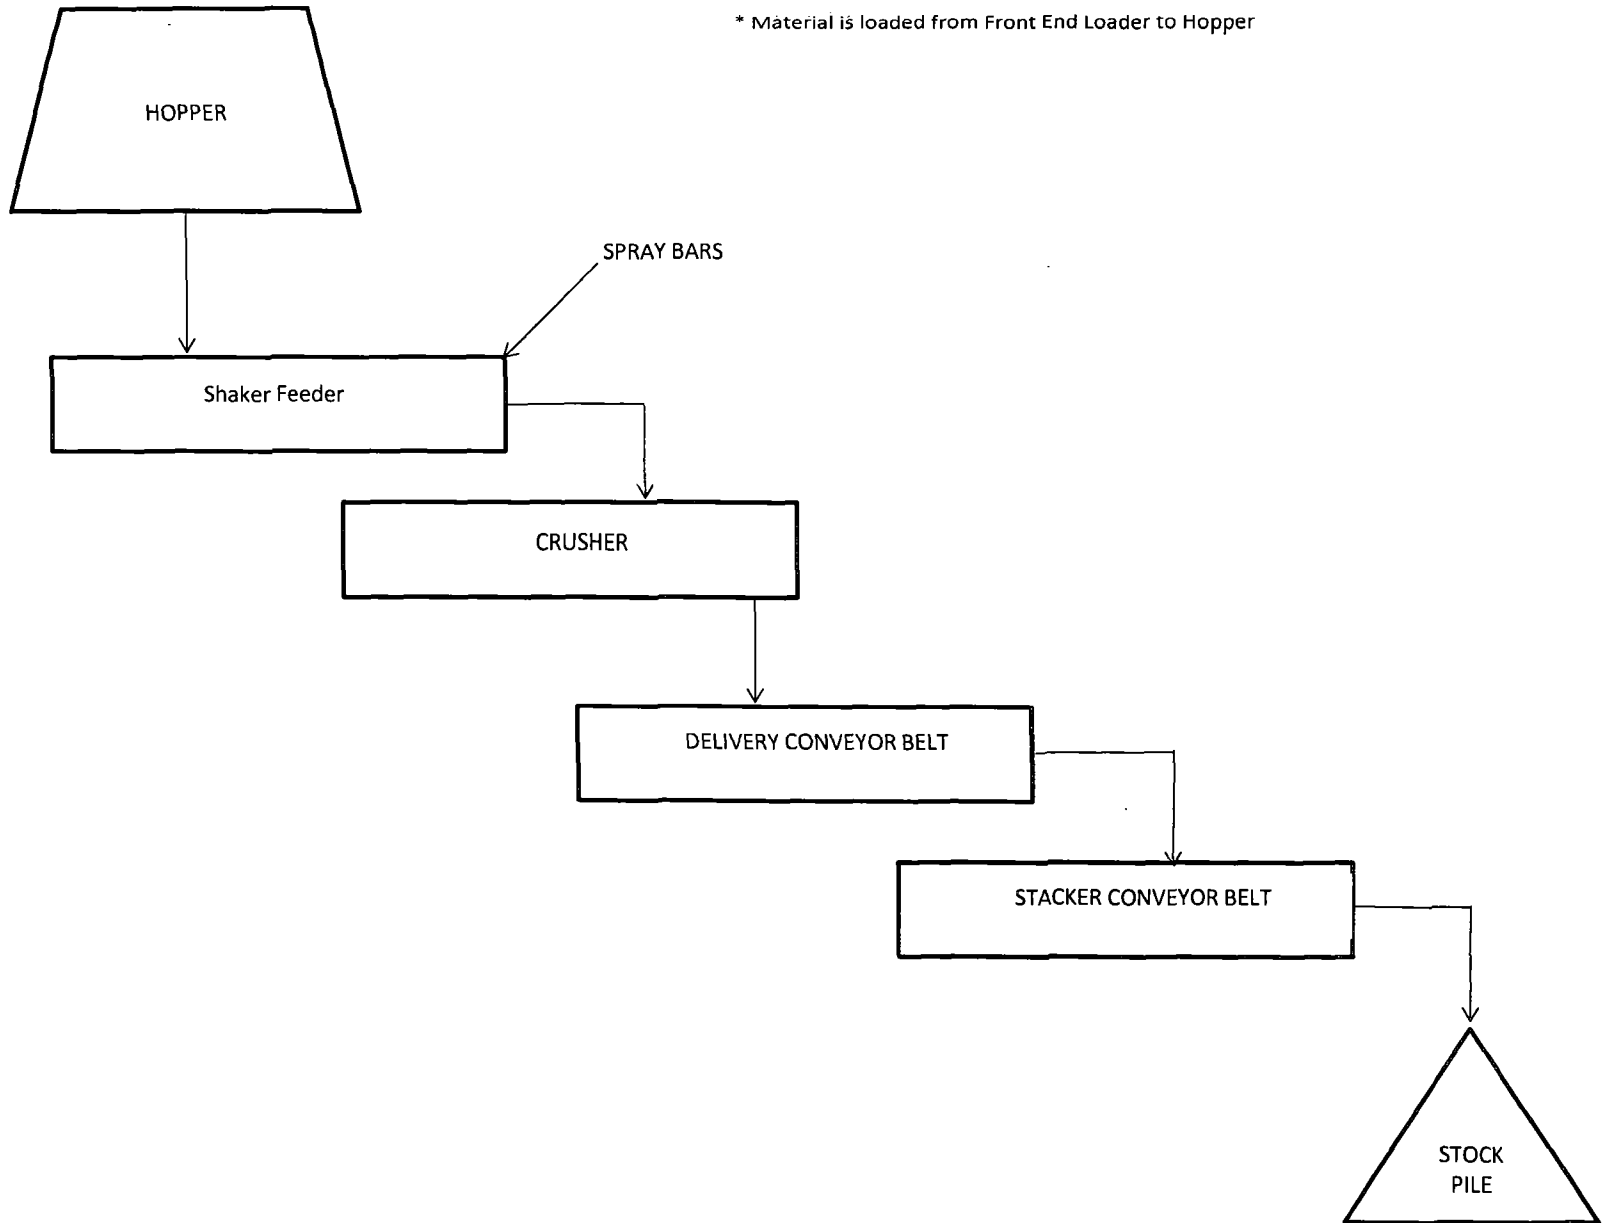 * Material is loaded from Front End Loader to Hopper
HOPPER
SPRAY BARS
Shaker Feeder
CRUSHER
DELIVERY CONVEYOR BELT
STACKER CONVEYOR BELT
STOCK
PILE